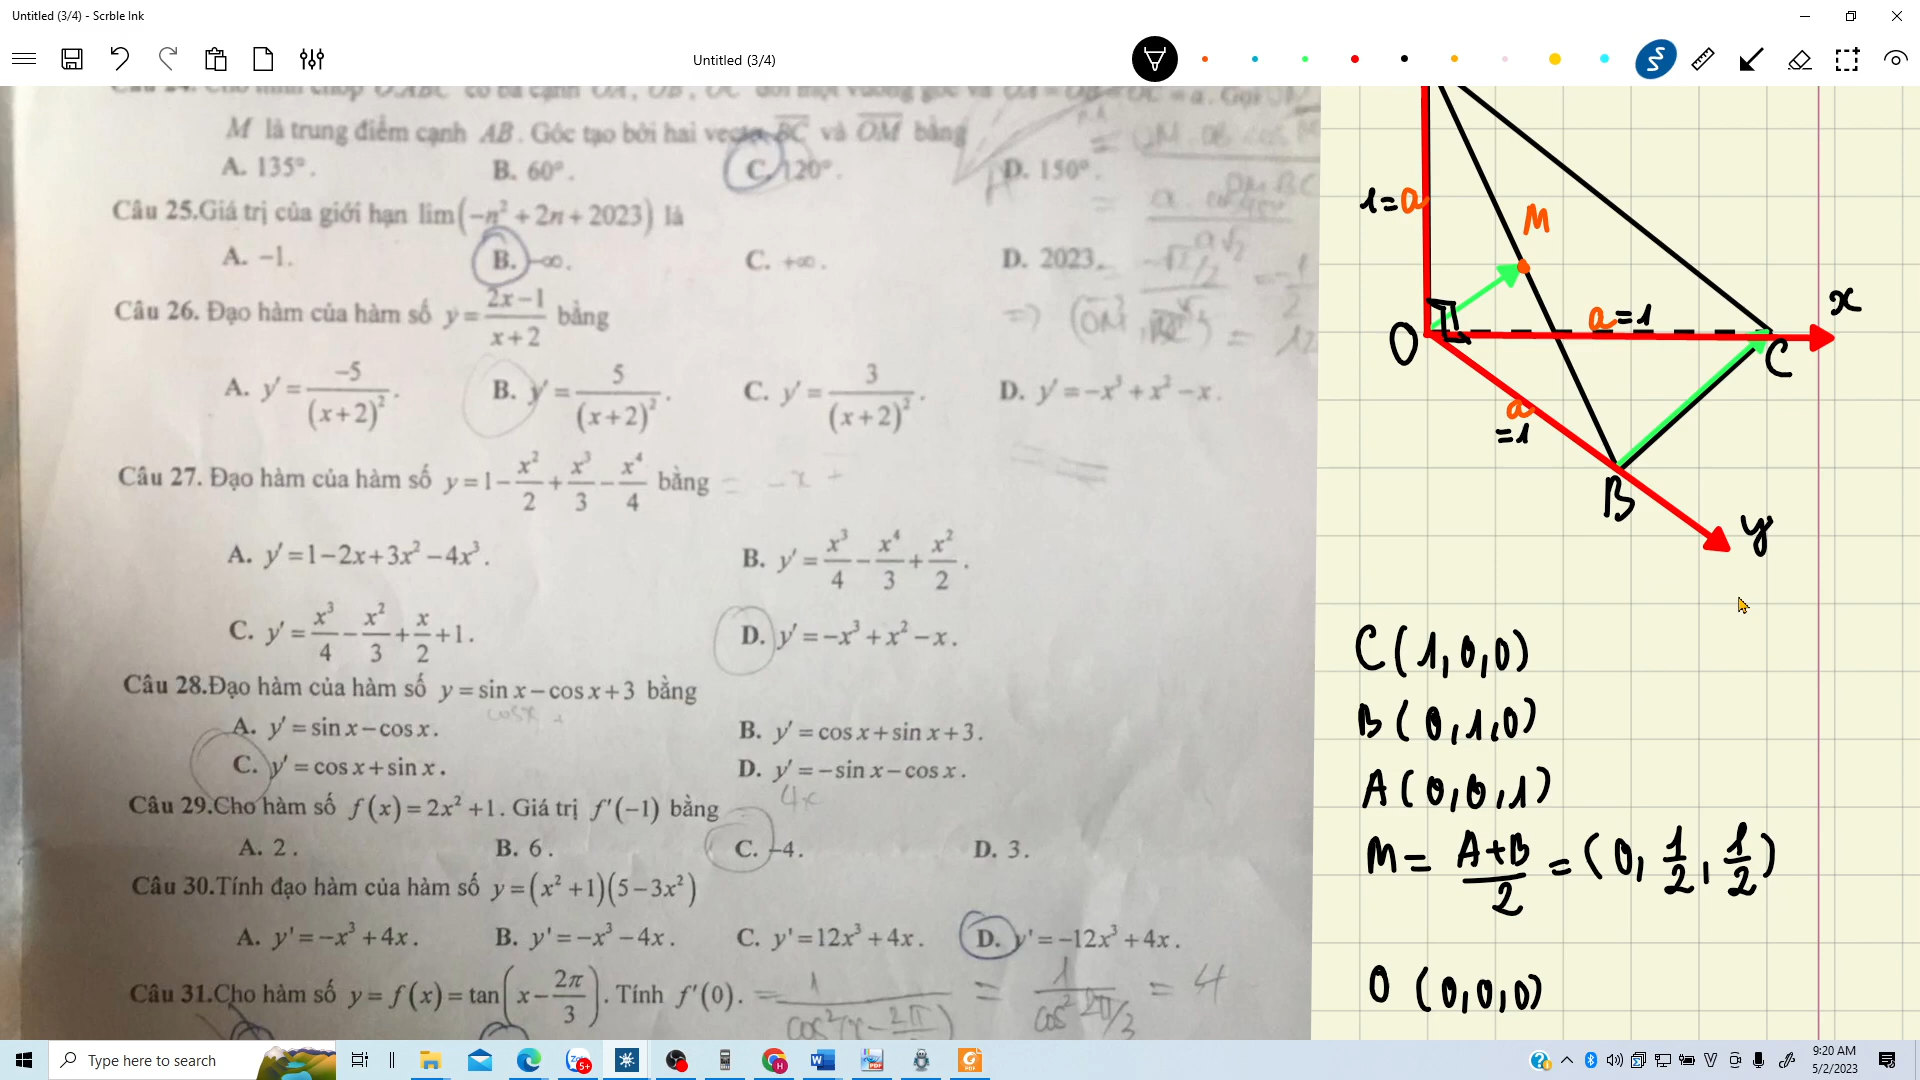 Untitled (3/4) - Scrble Ink
Untitled (3/4)
M là trung điểm cạnh AB. Góc tạo bởi hai vectơ BC và OM bằng
A. 135°. B. 60°. C. 120°. D. 150°.
Câu 25.Giá trị của giới hạn lim(-n² + 2n + 2023) là
A. -1. B. -∞. C. +∞. D. 2023.
Câu 26. Đạo hàm của hàm số y = (2x-1)/(x+2) bằng
A. y' = -5/(x+2)². B. y' = 5/(x+2)². C. y' = 3/(x+2)². D. y' = -x³ + x² - x.
Câu 27. Đạo hàm của hàm số y = 1 - x²/2 + x³/3 - x⁴/4 bằng
A. y' = 1-2x+3x² -4x³. B. y' = x³/4 - x⁴/3 + x²/2.
C. y' = x³/4 - x²/3 + x/2 + 1. D. y' = -x³ + x² - x.
Câu 28.Đạo hàm của hàm số y = sin x - cos x + 3 bằng
cosx +
A. y' = sin x - cos x. B. y' = cos x + sin x + 3.
C. y' = cos x + sin x. D. y' = -sin x - cos x.
4x
Câu 29.Cho hàm số f(x) = 2x² + 1. Giá trị f'(-1) bằng
A. 2. B. 6. C. -4. D. 3.
Câu 30.Tính đạo hàm của hàm số y = (x² +1)(5-3x²)
A. y' = -x³ + 4x. B. y' = -x³ - 4x. C. y' = 12x³ + 4x. D. y' = -12x³ + 4x.
Câu 31.Cho hàm số y = f(x) = tan(x - 2π/3). Tính f'(0). = 1/cos²(x - 2π/3) = 1/cos² 2π/3 = 4
1=a
M
a=1
x
O
C
a
=1
B
y
C(1,0,0)
B(0,1,0)
A(0,0,1)
M = (A+B)/2 = (0, 1/2, 1/2)
O (0,0,0)
Type here to search
5+
9:20 AM
5/2/2023